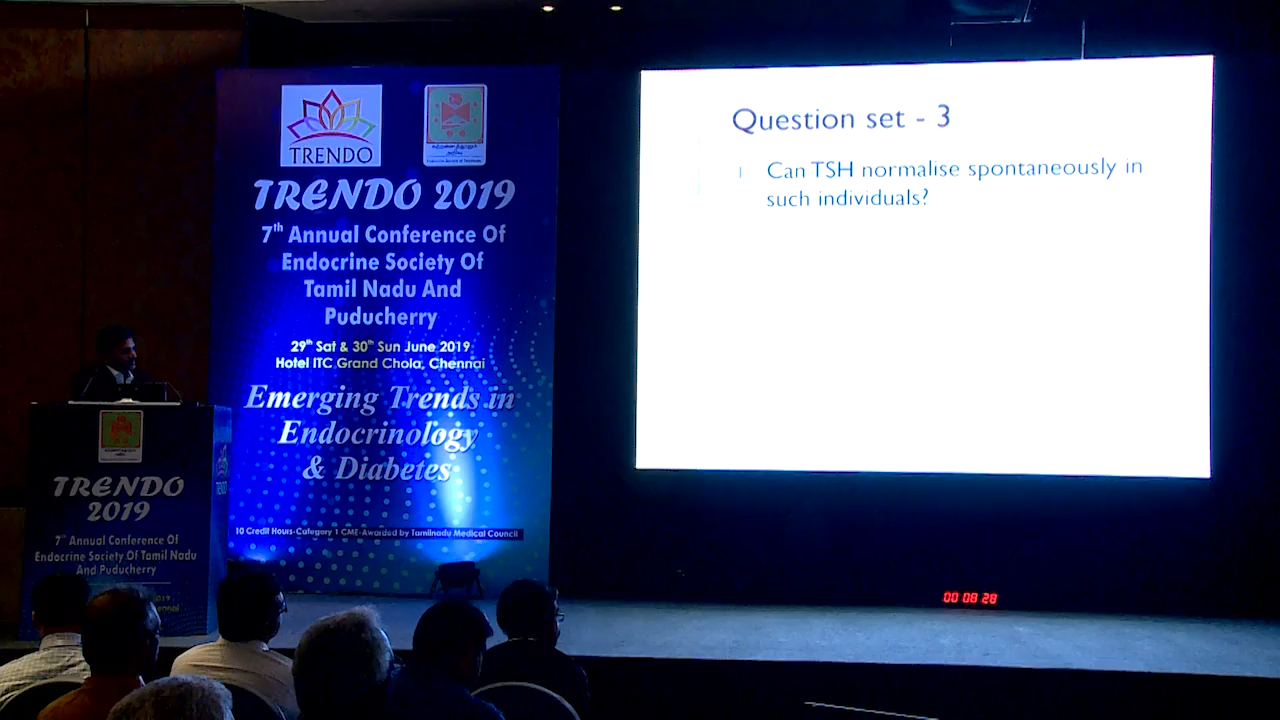 TRENDO
TRENDO 2019
7th Annual Conference Of
Endocrine Society Of
Tamil Nadu And
Puducherry
29th Sat & 30th Sun June 2019
Hotel ITC Grand Chola, Chennai
Emerging Trends in
Endocrinology
& Diabetes
10 Credit Hours-Category 1 CME-Awarded by Tamilnadu Medical Council
Question set - 3
Can TSH normalise spontaneously in
such individuals?
TRENDO
2019
7th Annual Conference Of
Endocrine Society Of Tamil Nadu
And Puducherry
00 08 28